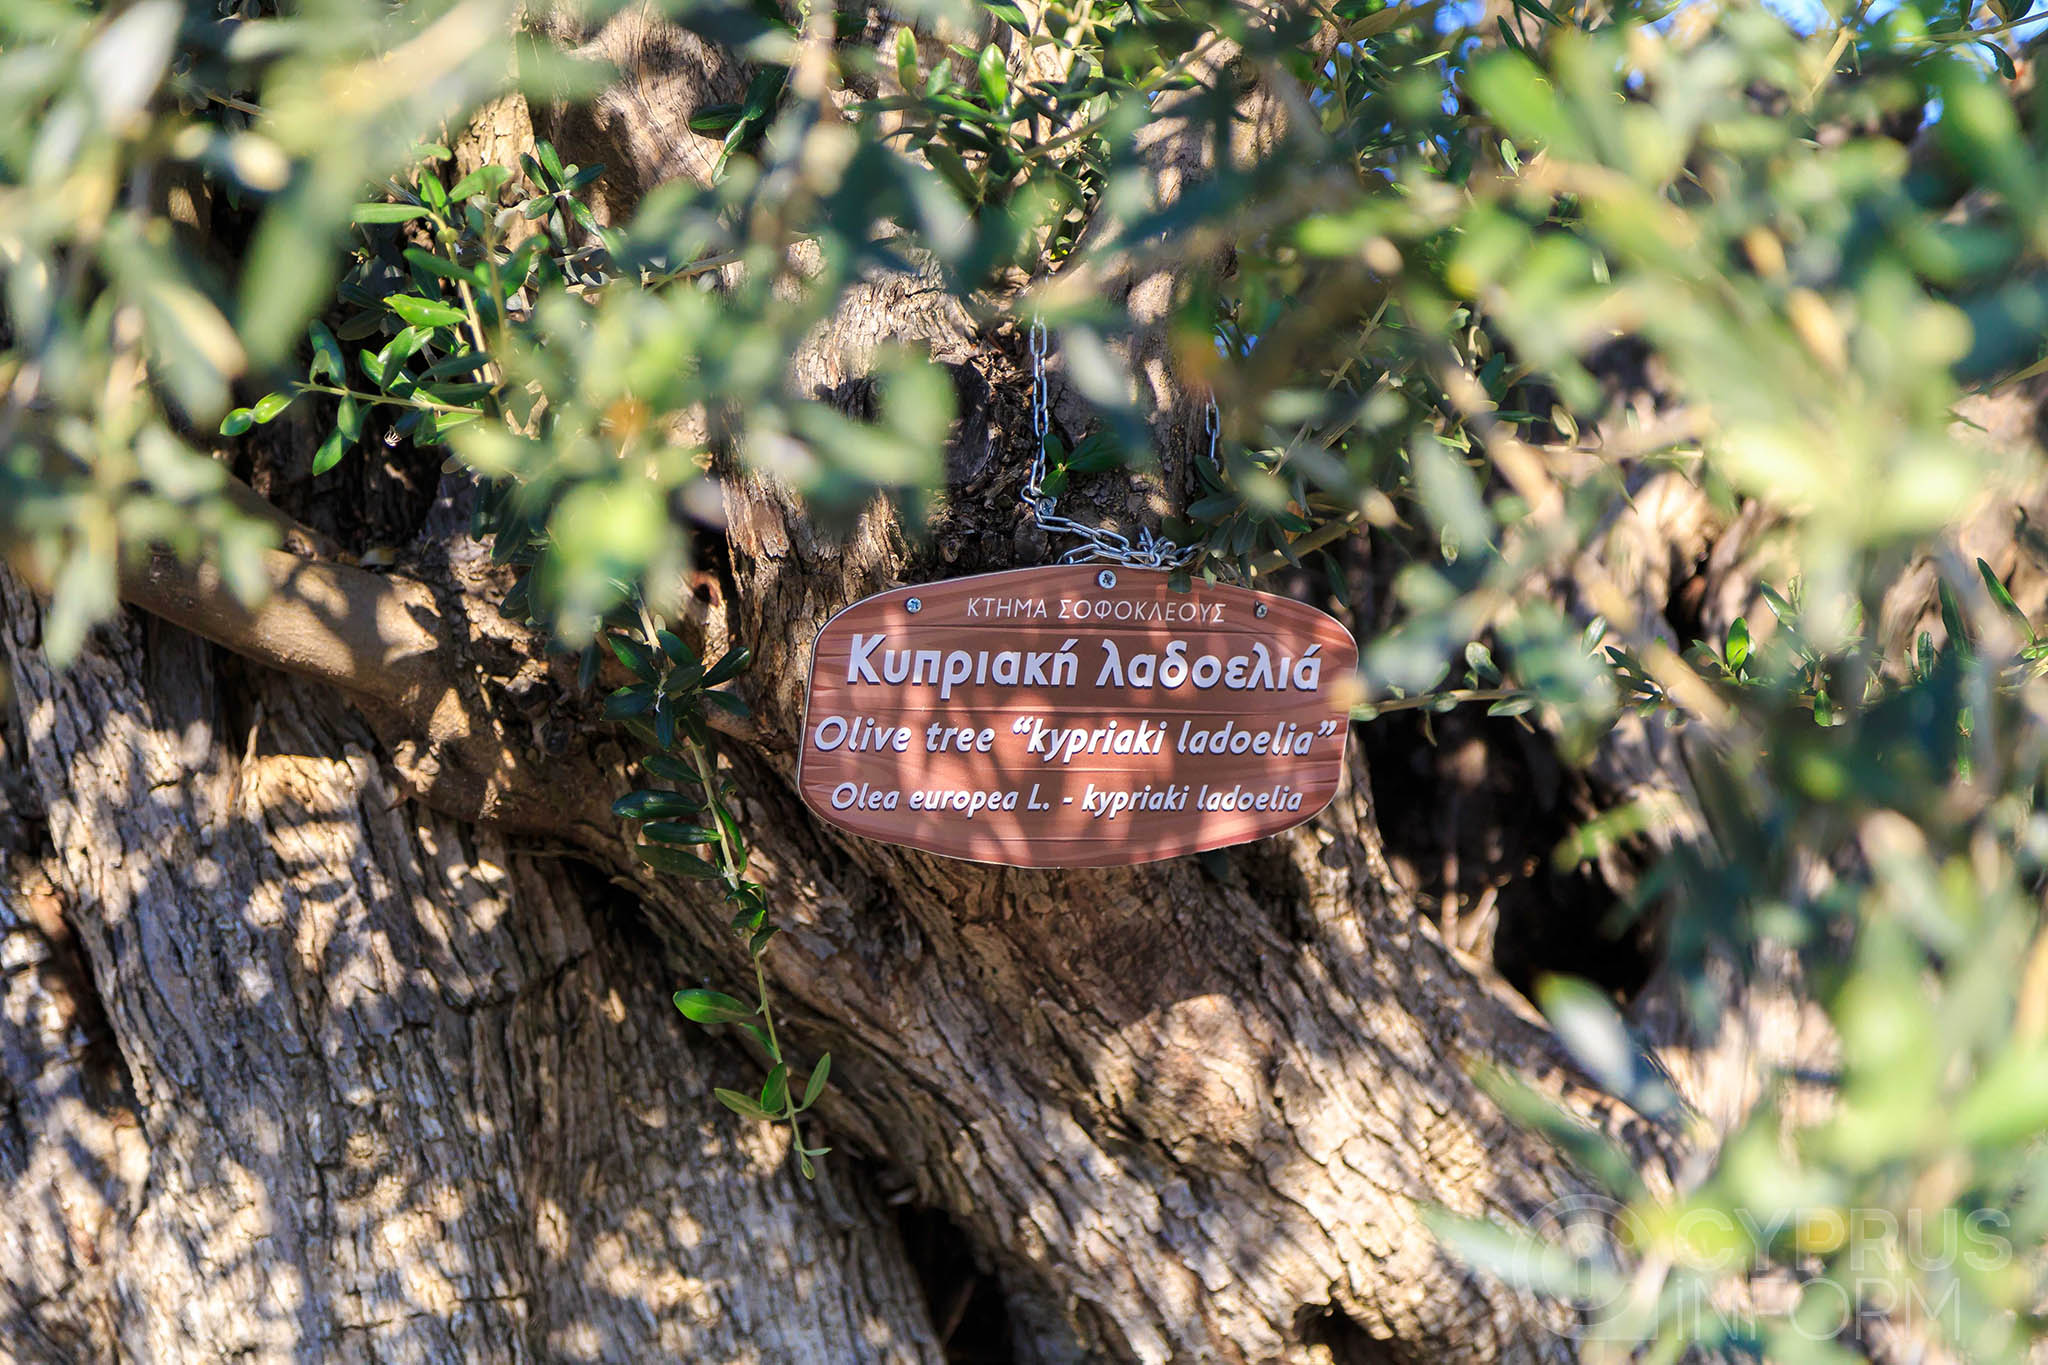 ΚΤΗΜΑ ΣΟΦΟΚΛΕΟΥΣ
Κυπριακή λαδοελιά
Olive tree “kypriaki ladoelia”
Olea europea L. - kypriaki ladoelia
CYPRUS
iNFORM